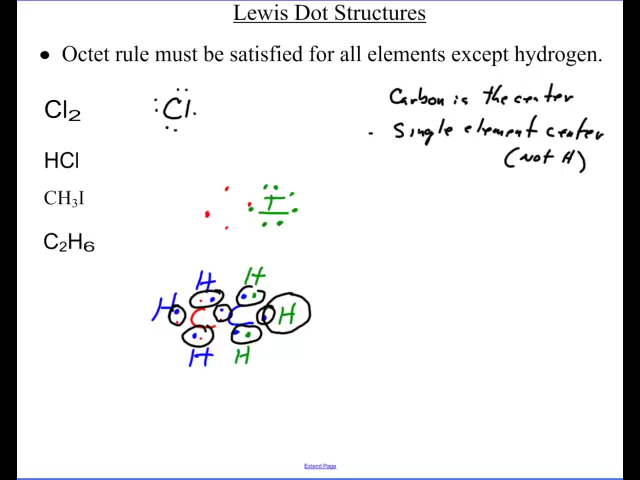 Lewis Dot Structures
• Octet rule must be satisfied for all elements except hydrogen.
Cl₂
Cl
Carbon is the center
- Single element center
(not H)
HCl
CH₃I
I
C₂H₆
H H
H C C H
H H
Extend Page